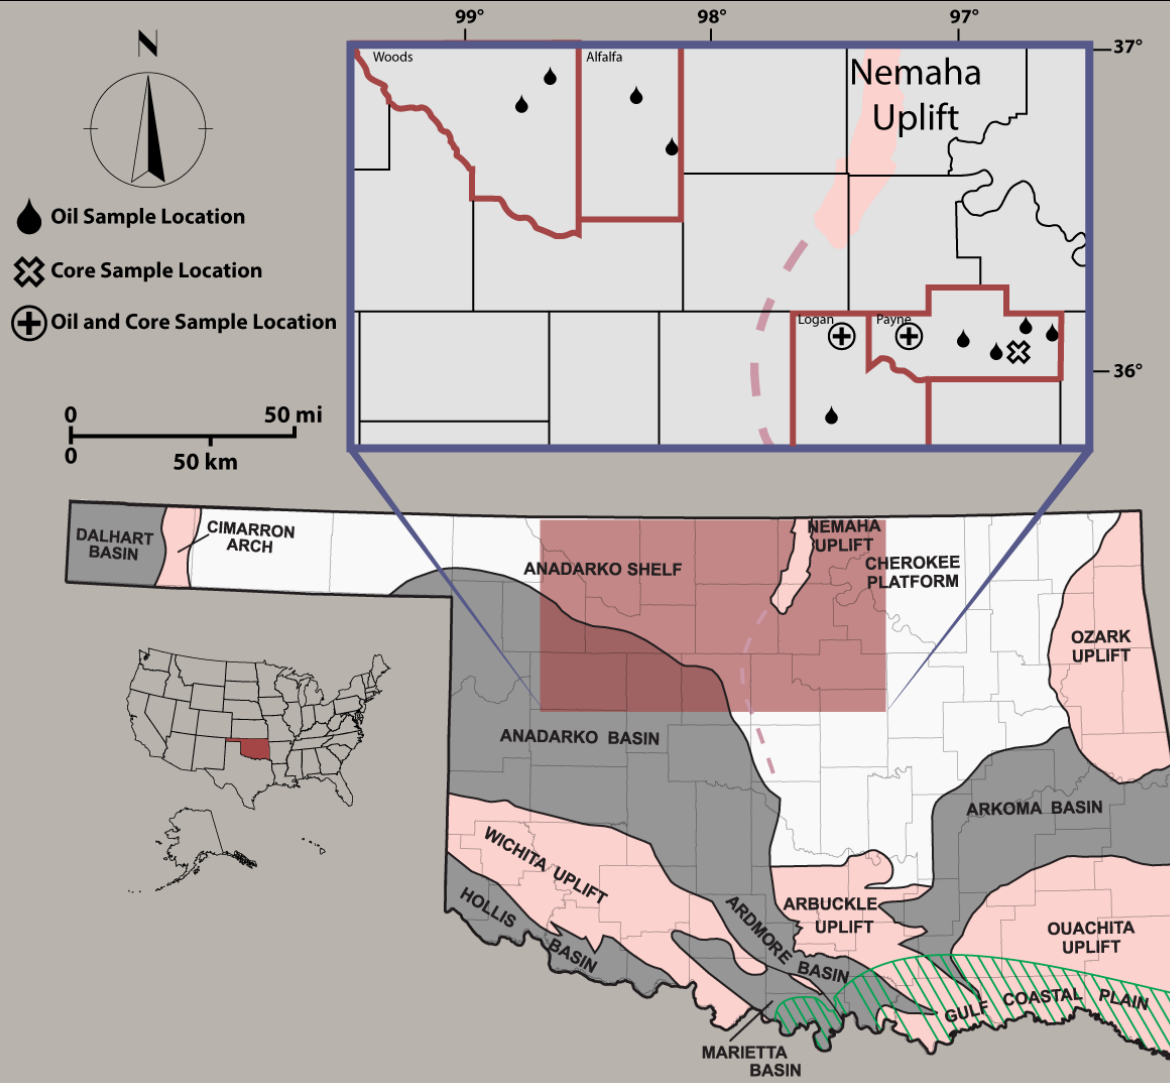 99°
98°
97°
N
37°
Woods
Alfalfa
Nemaha
Uplift
Oil Sample Location
Core Sample Location
Oil and Core Sample Location
Logan
Payne
36°
0
50 mi
0
50 km
DALHART
BASIN
CIMARRON
ARCH
ANADARKO SHELF
NEMAHA
UPLIFT
CHEROKEE
PLATFORM
OZARK
UPLIFT
ANADARKO BASIN
ARKOMA BASIN
WICHITA UPLIFT
HOLLIS
BASIN
ARDMORE
BASIN
ARBUCKLE
UPLIFT
OUACHITA
UPLIFT
GULF COASTAL PLAIN
MARIETTA
BASIN